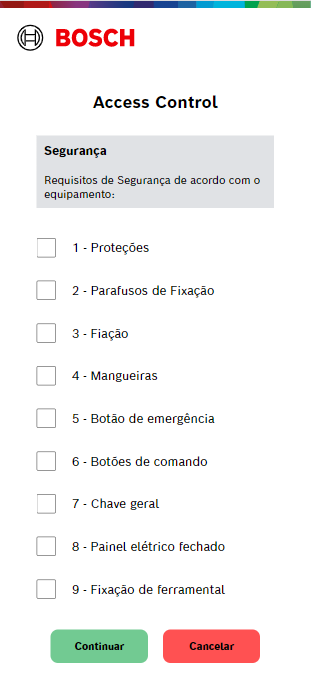 BOSCH
Access Control
Segurança
Requisitos de Segurança de acordo com o
equipamento:
1 - Proteções
2 - Parafusos de Fixação
3 - Fiação
4 - Mangueiras
5 - Botão de emergência
6 - Botões de comando
7 - Chave geral
8 - Painel elétrico fechado
9 - Fixação de ferramental
Continuar
Cancelar